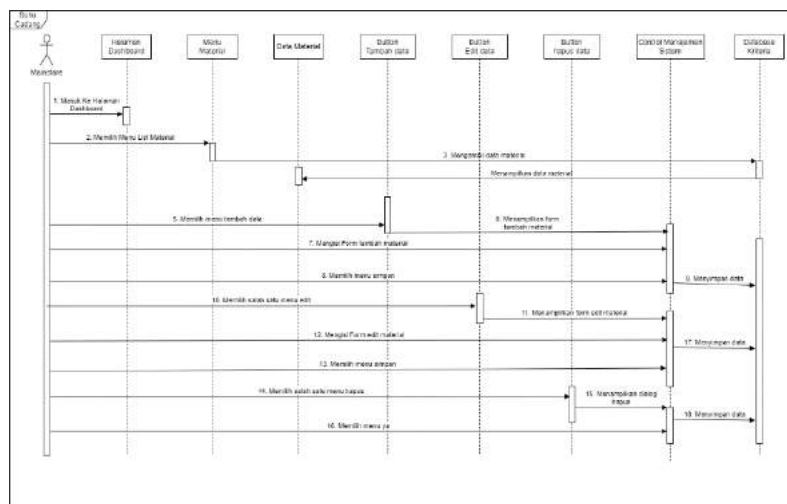 Buku
Cadang
Halaman
Dashboard
Menu
Material
Data Material
Button
Tambah data
Button
Edit data
Button
hapus data
Control Manajemen
Sistem
Database
Kriteria
1. Masuk Ke Halaman
Dashboard
2. Memilih Menu List Material
3. Mengambil data material
Menampilkan data material
5. Memilih menu tambah data
6. Menampilkan form
tambah material
7. Mangisi Form tambah material
8. Memilih menu simpan
9. Menyimpan data
10. Memilih salah satu menu edit
11. Menampilkan form edit material
12. Mengisi Form edit material
17. Menyimpan data
13. Memilih menu simpan
14. Memilih salah satu menu hapus
15. Menampilkan dialog
hapus
18. Menyimpan data
16. Memilih menu ya